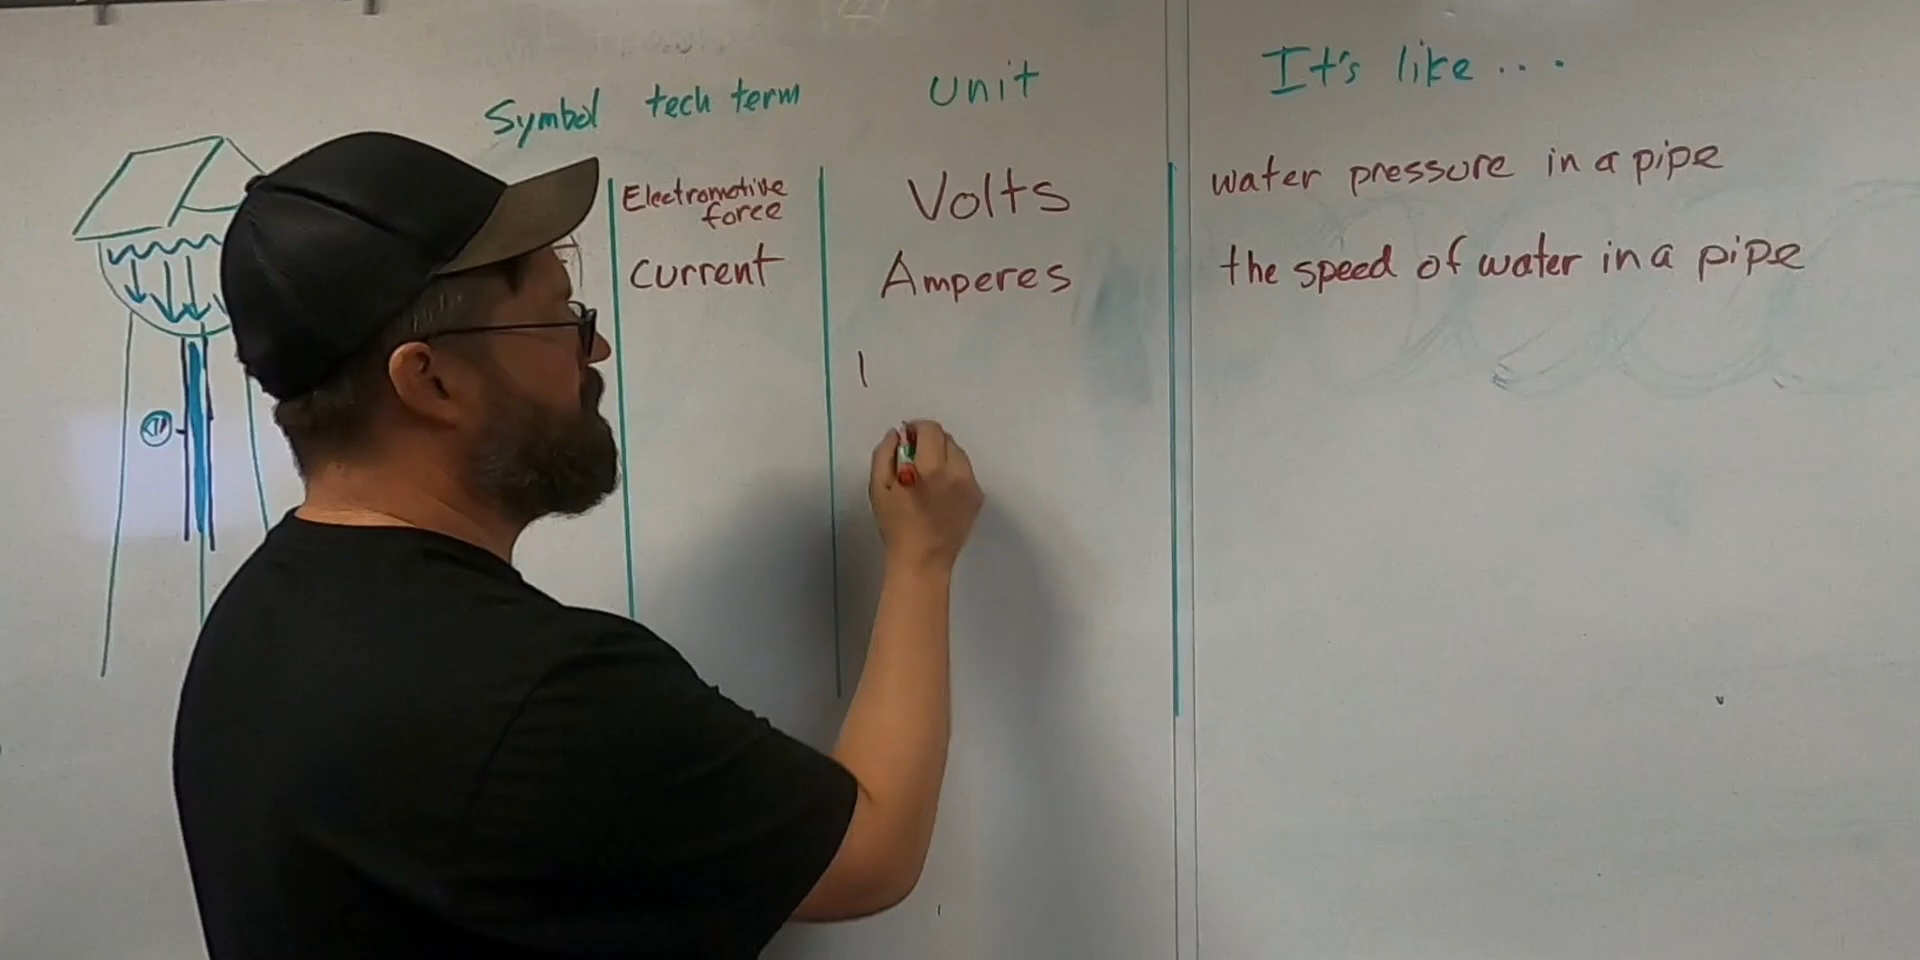 Symbol tech term unit It's like...
Electromotive force Volts water pressure in a pipe
Current Amperes the speed of water in a pipe
1